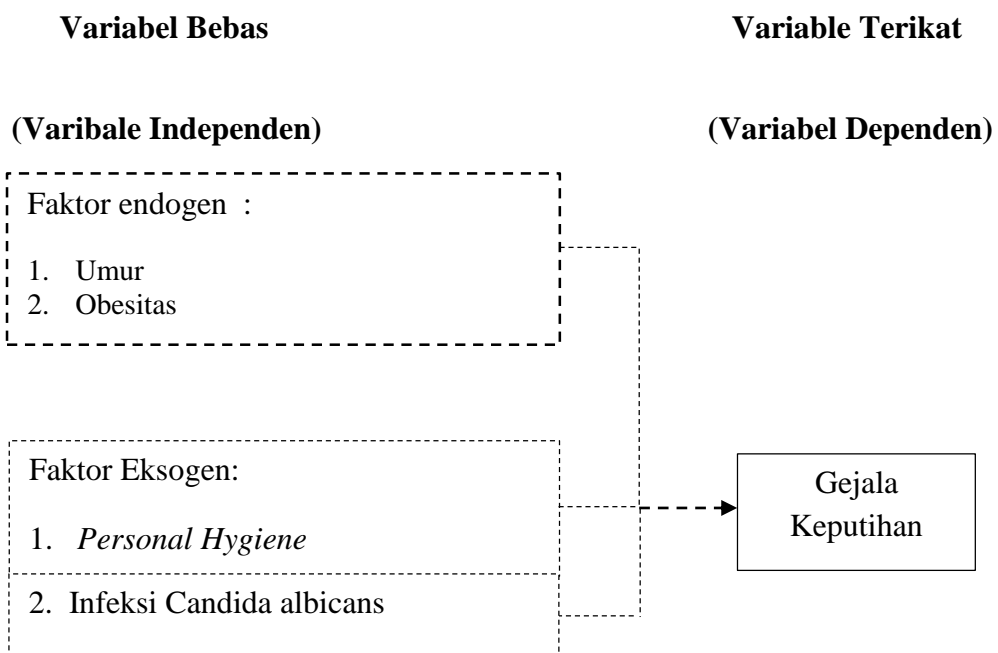 Variabel Bebas
Variable Terikat
(Varibale Independen)
(Variabel Dependen)
Faktor endogen :
1. Umur
2. Obesitas
Faktor Eksogen:
1. Personal Hygiene
2. Infeksi Candida albicans
Gejala
Keputihan